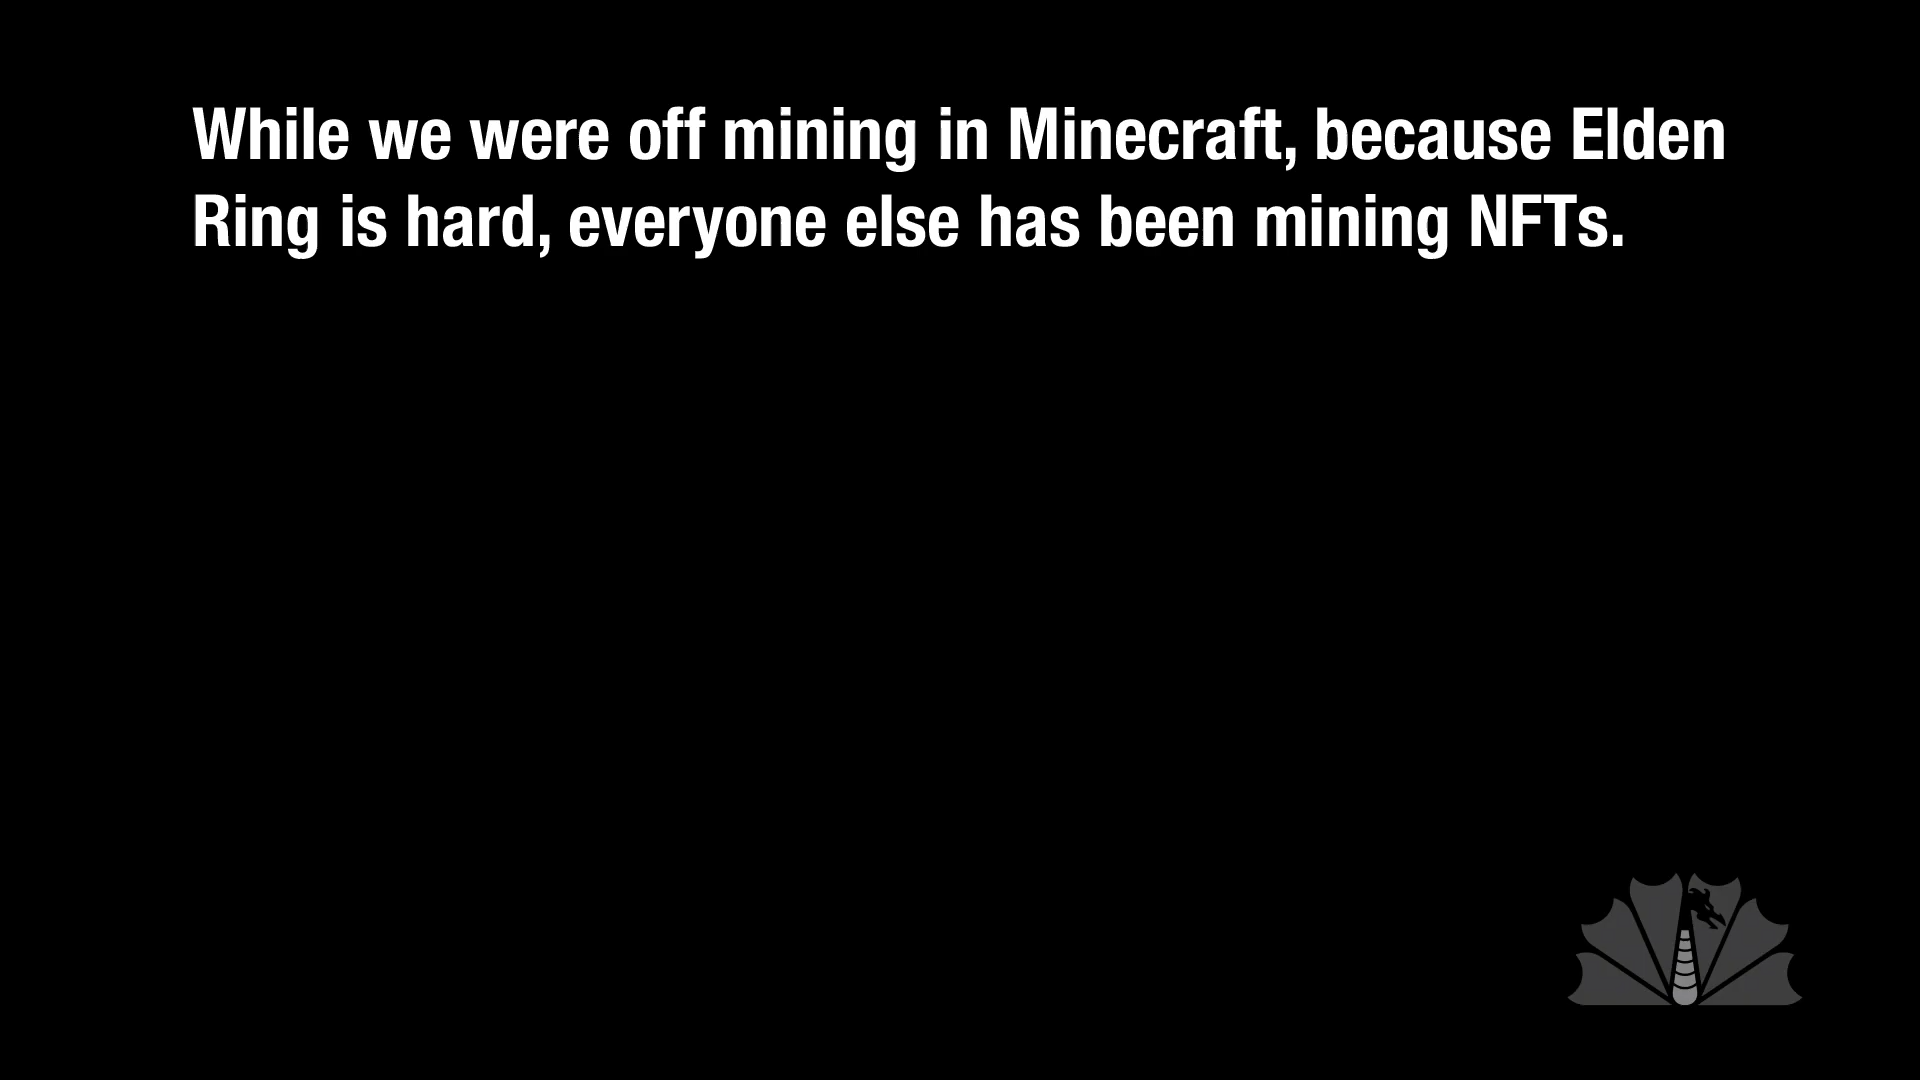 While we were off mining in Minecraft, because Elden
Ring is hard, everyone else has been mining NFTs.